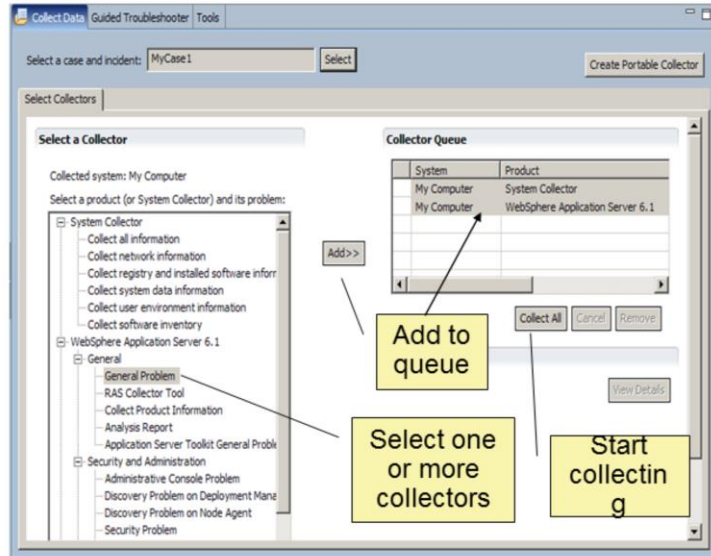 Collect Data Guided Troubleshooter Tools
Select a case and incident: MyCase1 Select Create Portable Collector
Select Collectors
Select a Collector
Collected system: My Computer
Select a product (or System Collector) and its problem:
System Collector
Collect all information
Collect network information
Collect registry and installed software inforr
Collect system data information
Collect user environment information
Collect software inventory
WebSphere Application Server 6.1
General
General Problem
RAS Collector Tool
Collect Product Information
Analysis Report
Application Server Toolkit General Proble
Security and Administration
Administrative Console Problem
Discovery Problem on Deployment Mana
Discovery Problem on Node Agent
Security Problem
Add>>
Collector Queue
System Product
My Computer System Collector
My Computer WebSphere Application Server 6.1
Collect All Cancel Remove
View Details
Add to
queue
Select one
or more
collectors
Start
collectin
g